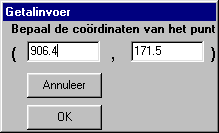 Getalinvoer
Bepaal de coördinaten van het punt
( 906.4 , 171.5 )
Annuleer
OK